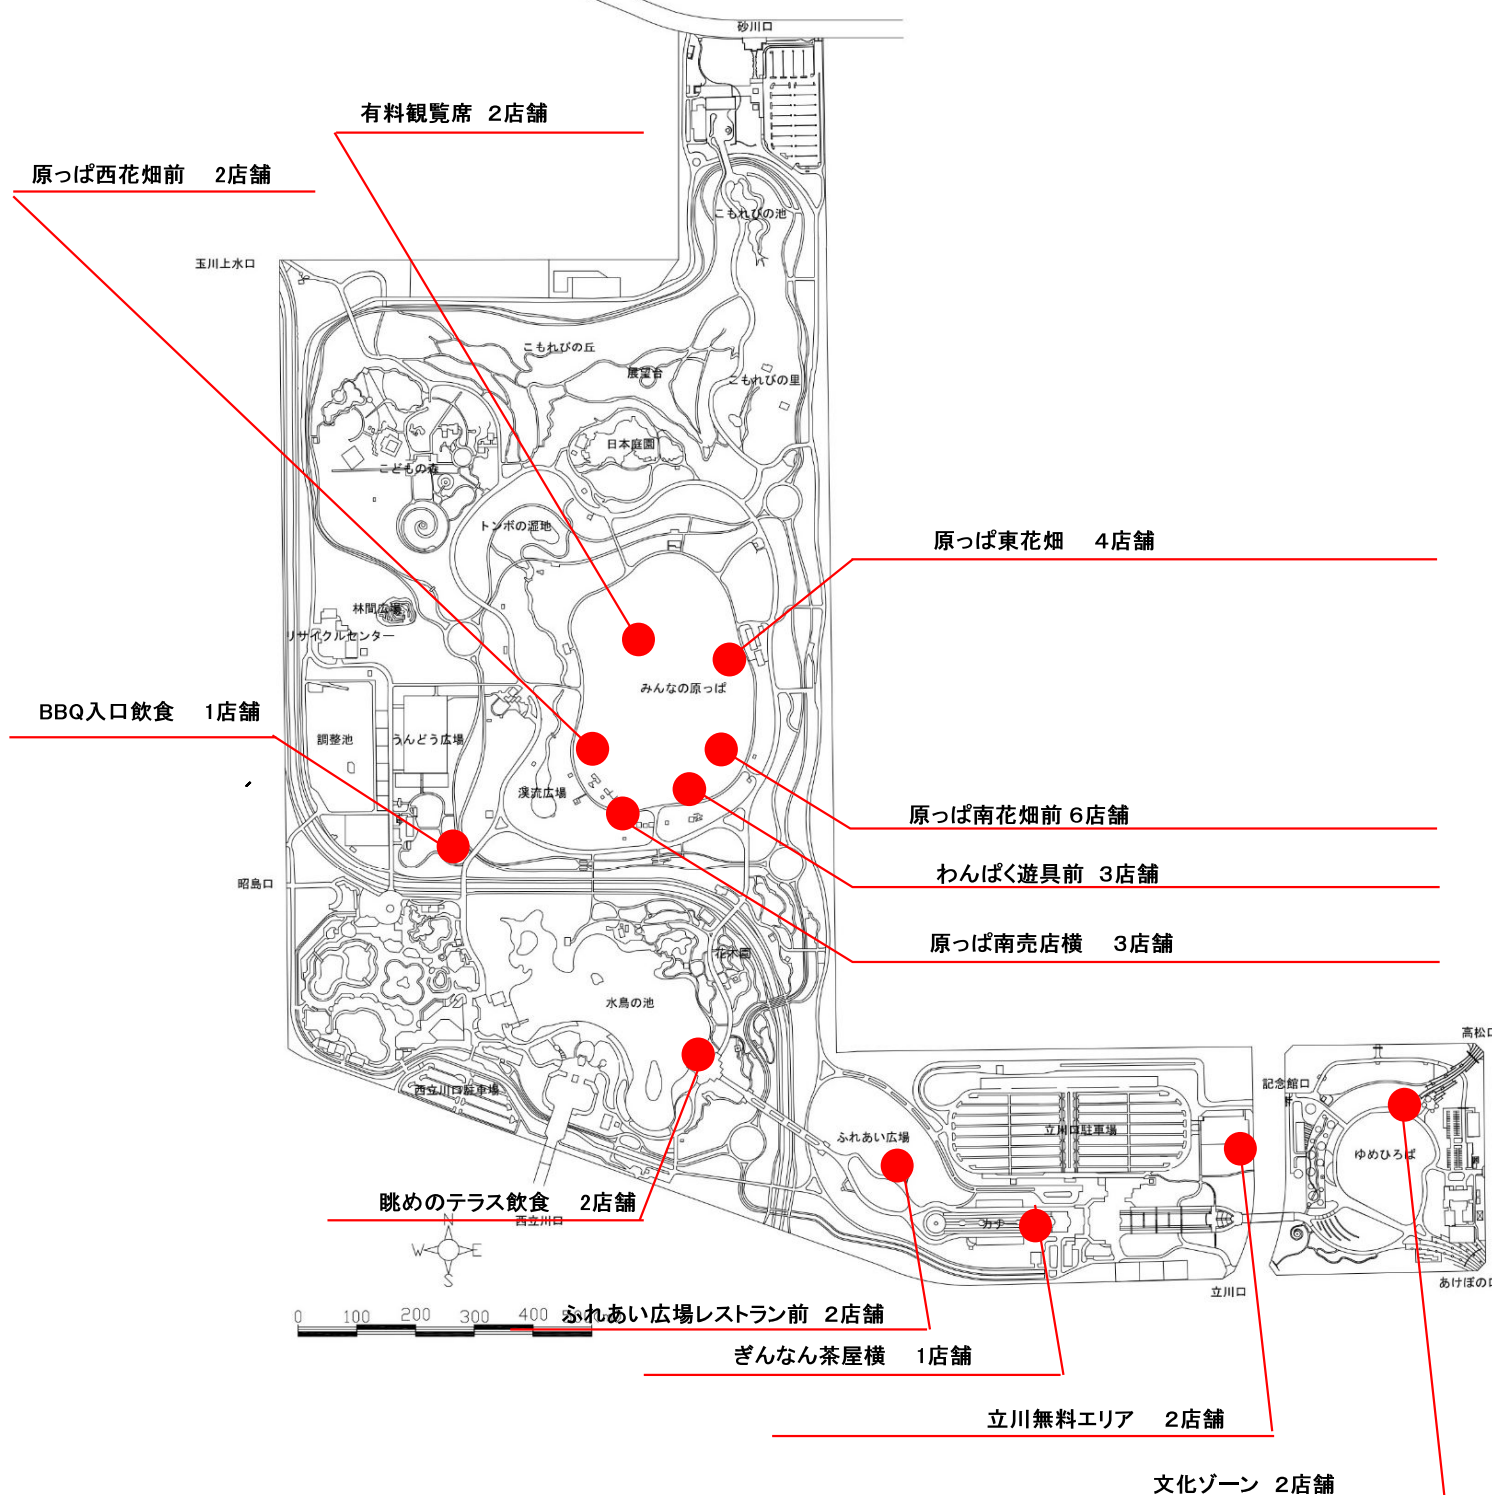 砂川口
有料観覧席 2店舗
原っぱ西花畑前 2店舗
こもれびの池
玉川上水口
こもれびの丘
展望台
こもれびの里
日本庭園
こどもの森
トンボの湿地
原っぱ東花畑 4店舗
林間広場
リサイクルセンター
みんなの原っぱ
BBQ入口飲食 1店舗
調整池
うんどう広場
渓流広場
原っぱ南花畑前 6店舗
わんぱく遊具前 3店舗
昭島口
原っぱ南売店横 3店舗
花木園
水鳥の池
高松口
記念館口
西立川口駐車場
立川口駐車場
ふれあい広場
ゆめひろば
眺めのテラス飲食 2店舗
西立川口
カナ
N
W E
S
あけぼの口
立川口
0 100 200 300 400
ふれあい広場レストラン前 2店舗
ぎんなん茶屋横 1店舗
立川無料エリア 2店舗
文化ゾーン 2店舗